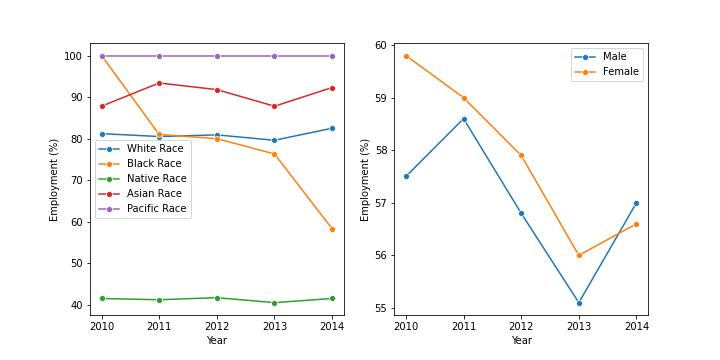 100
90
80
70
60
50
40
Employment (%)
2010 2011 2012 2013 2014
Year
White Race
Black Race
Native Race
Asian Race
Pacific Race
60
59
58
57
56
55
Employment (%)
2010 2011 2012 2013 2014
Year
Male
Female